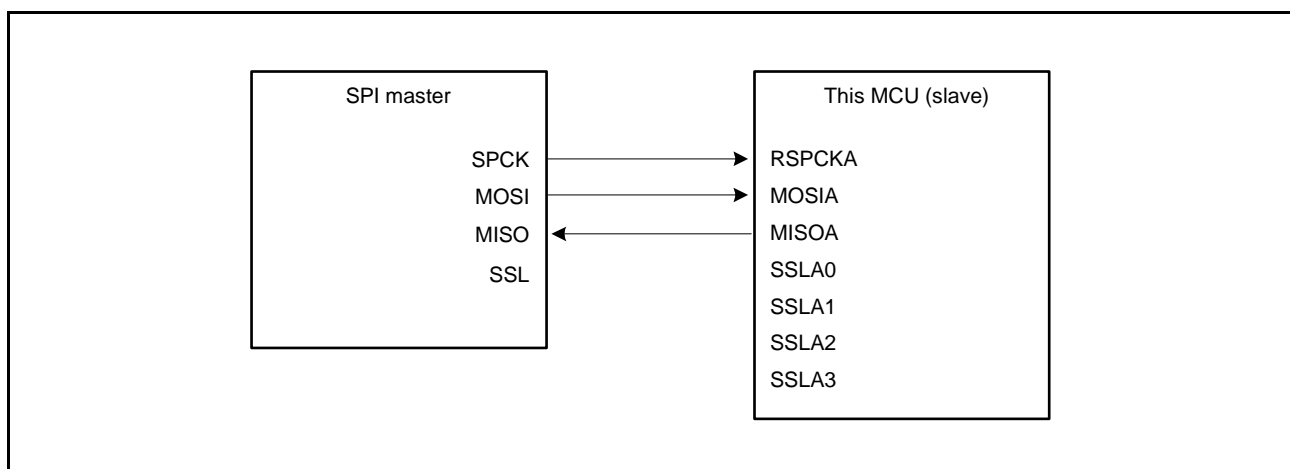 SPI master
SPCK
MOSI
MISO
SSL
This MCU (slave)
RSPCKA
MOSIA
MISOA
SSLA0
SSLA1
SSLA2
SSLA3